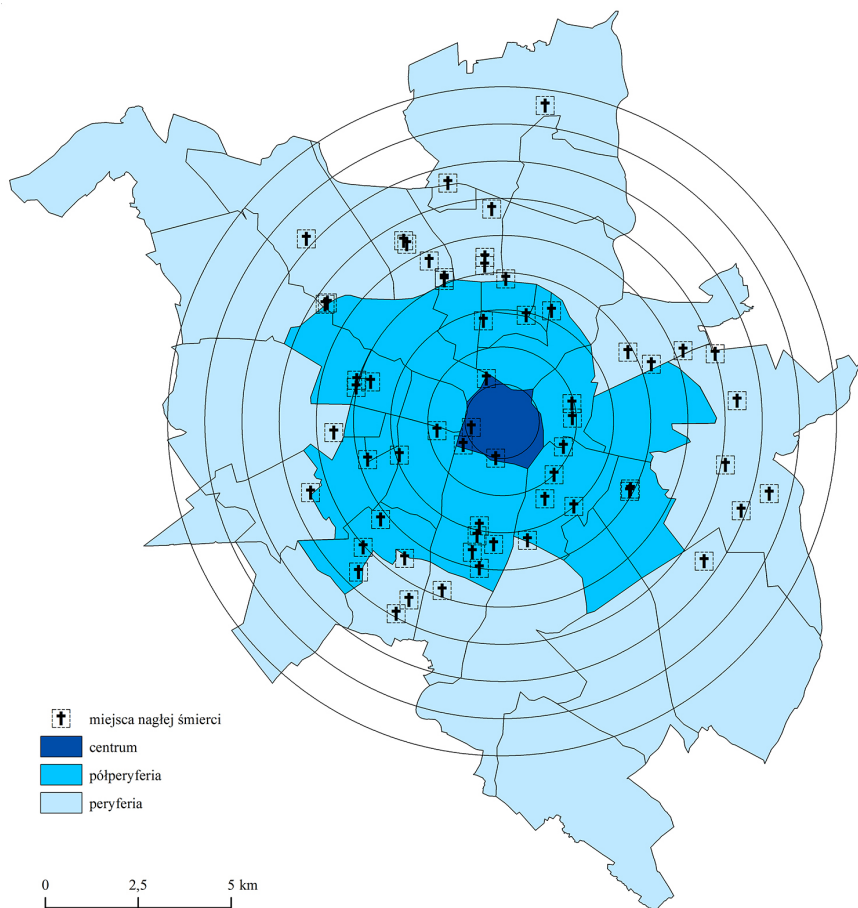 miejsca nagłej śmierci
centrum
półperyferia
peryferia
0 2,5 5 km